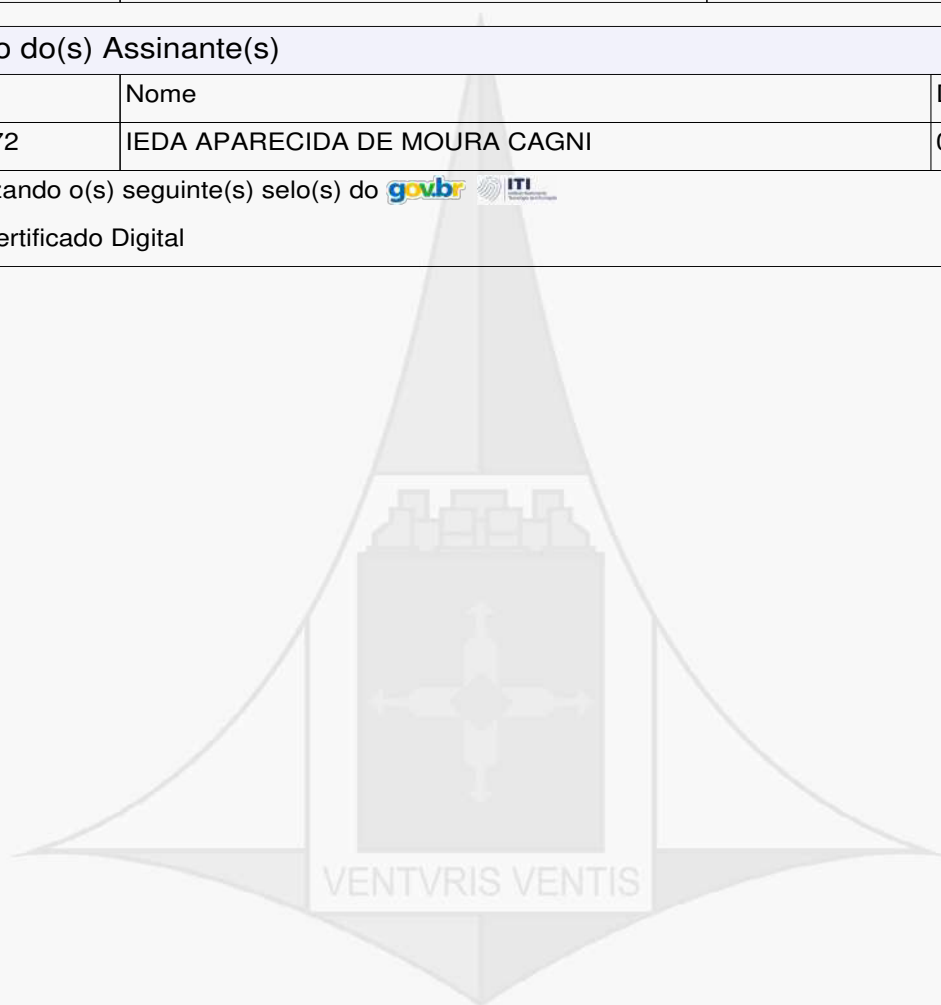 o do(s) Assinante(s)
Nome
72 IEDA APARECIDA DE MOURA CAGNI
zando o(s) seguinte(s) selo(s) do gov.br ITI
ertificado Digital
VENTVRIS VENTIS